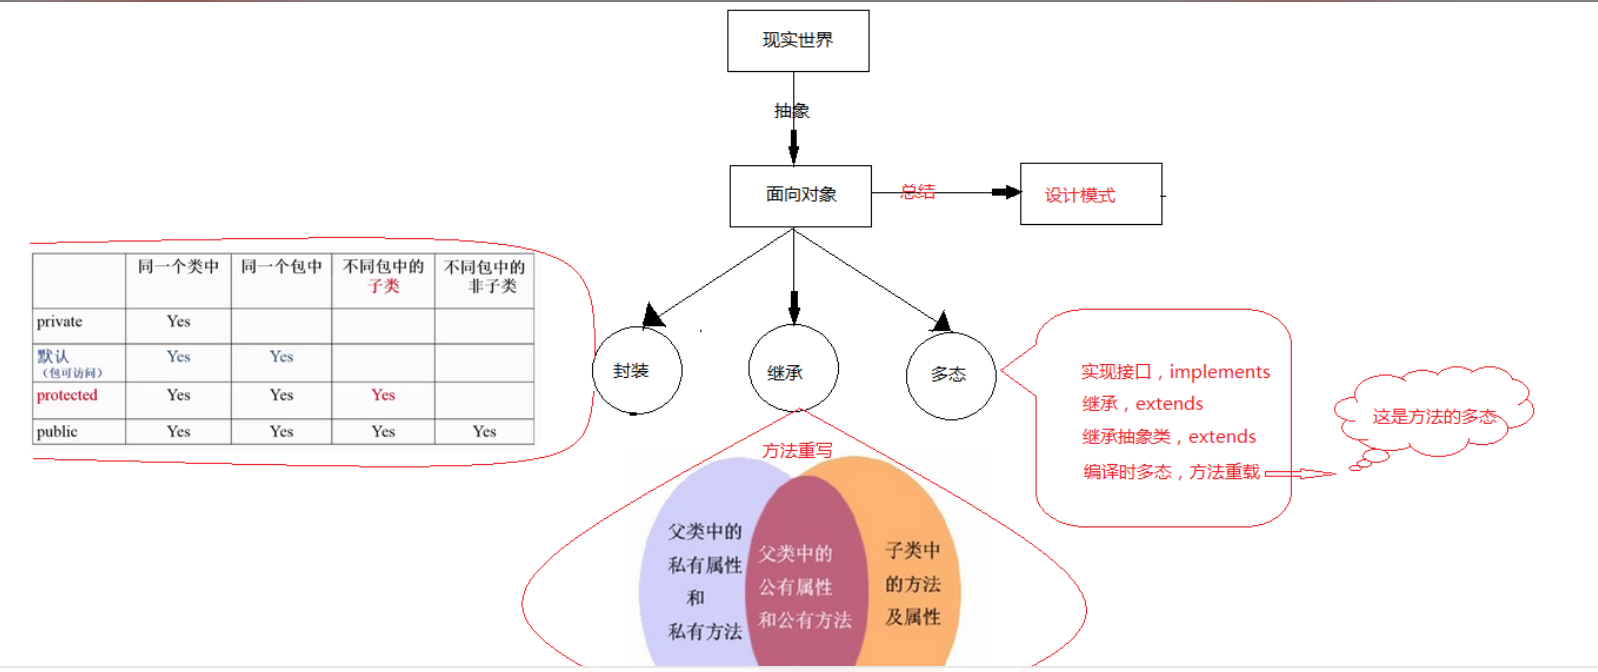 现实世界
抽象
面向对象
总结
设计模式
同一个类中 同一个包中 不同包中的子类 不同包中的非子类
private Yes
默认（包可访问） Yes Yes
protected Yes Yes Yes
public Yes Yes Yes Yes
封装
继承
多态
实现接口，implements
继承，extends
继承抽象类，extends
编译时多态，方法重载
这是方法的多态
方法重写
父类中的
私有属性
和
私有方法
父类中的
公有属性
和公有方法
子类中
的方法
及属性